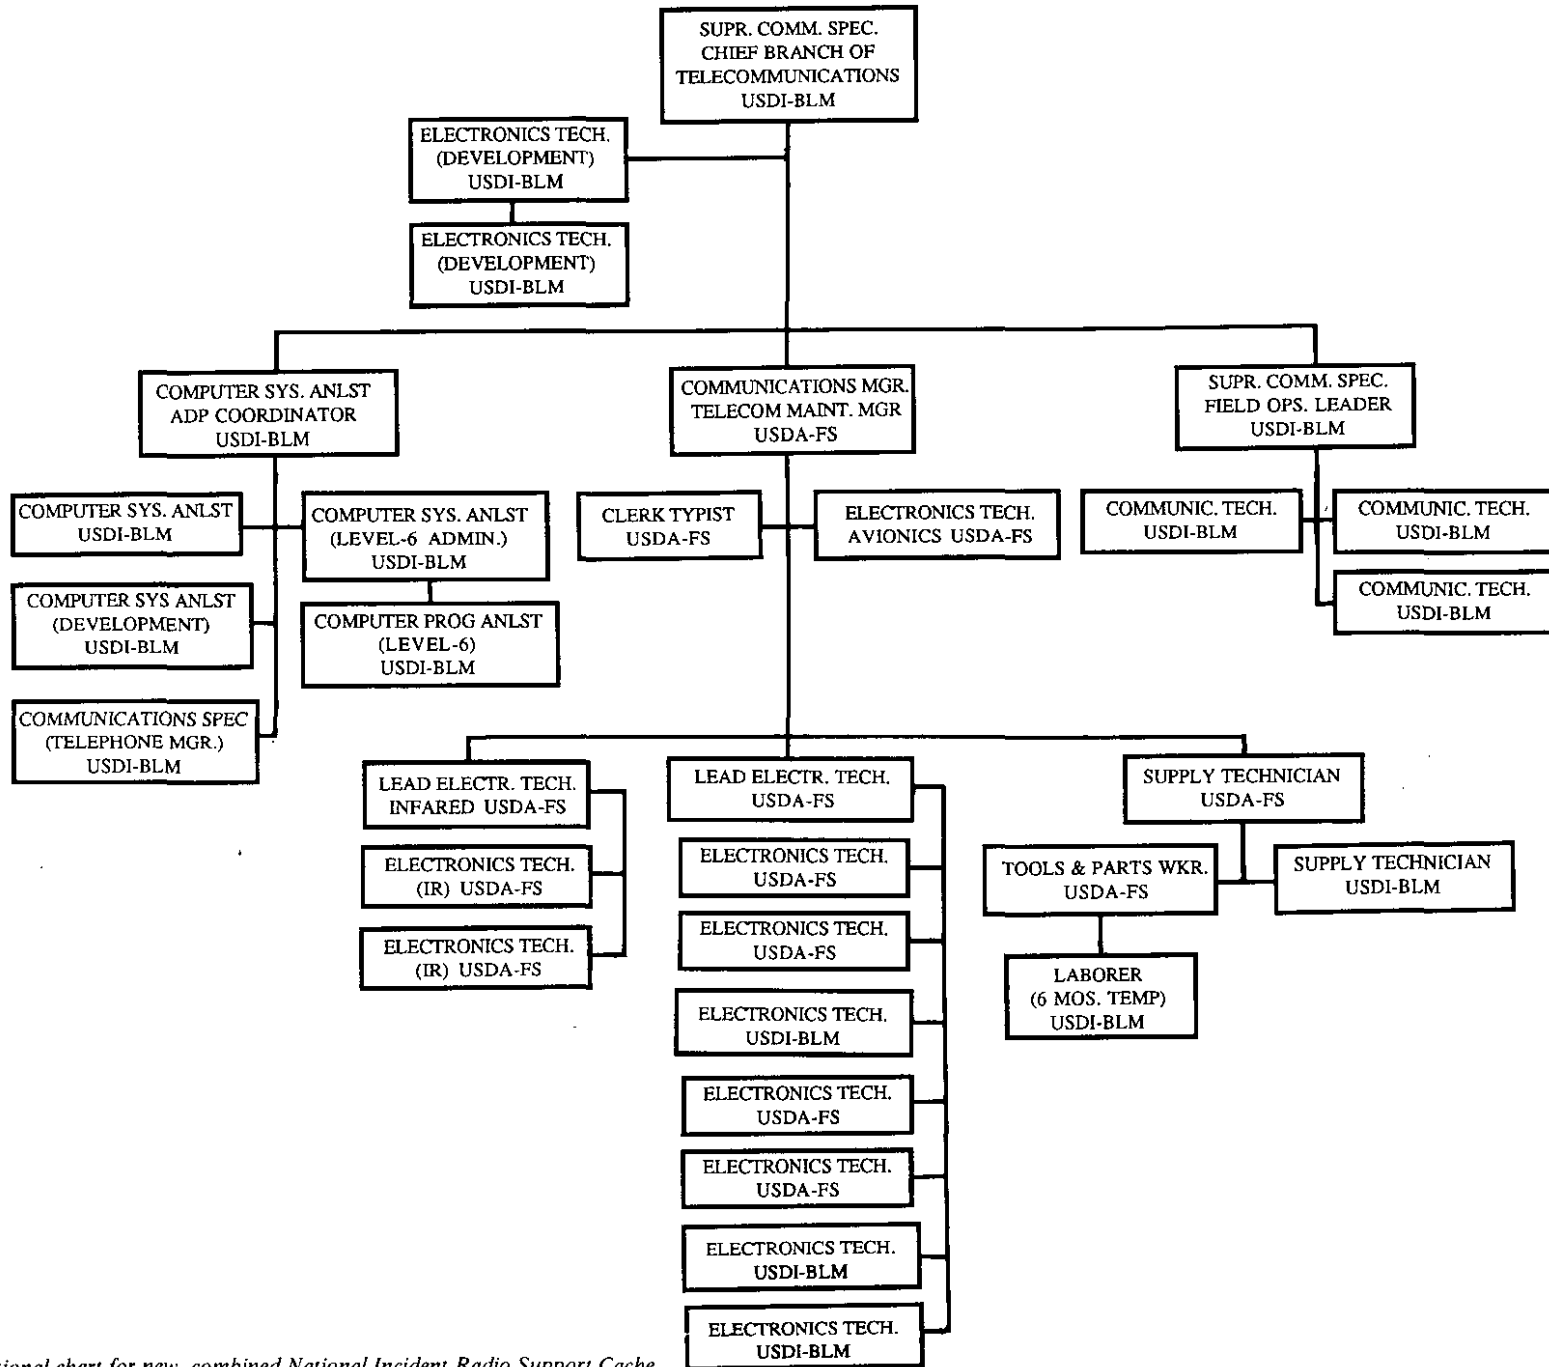 SUPR. COMM. SPEC.
CHIEF BRANCH OF
TELECOMMUNICATIONS
USDI-BLM
ELECTRONICS TECH.
(DEVELOPMENT)
USDI-BLM
ELECTRONICS TECH.
(DEVELOPMENT)
USDI-BLM
COMPUTER SYS. ANLST
ADP COORDINATOR
USDI-BLM
COMMUNICATIONS MGR.
TELECOM MAINT. MGR
USDA-FS
SUPR. COMM. SPEC.
FIELD OPS. LEADER
USDI-BLM
COMPUTER SYS. ANLST
USDI-BLM
COMPUTER SYS. ANLST
(LEVEL-6 ADMIN.)
USDI-BLM
COMPUTER SYS ANLST
(DEVELOPMENT)
USDI-BLM
COMPUTER PROG ANLST
(LEVEL-6)
USDI-BLM
COMMUNICATIONS SPEC
(TELEPHONE MGR.)
USDI-BLM
CLERK TYPIST
USDA-FS
ELECTRONICS TECH.
AVIONICS USDA-FS
COMMUNIC. TECH.
USDI-BLM
COMMUNIC. TECH.
USDI-BLM
COMMUNIC. TECH.
USDI-BLM
LEAD ELECTR. TECH.
INFARED USDA-FS
ELECTRONICS TECH.
(IR) USDA-FS
ELECTRONICS TECH.
(IR) USDA-FS
LEAD ELECTR. TECH.
USDA-FS
ELECTRONICS TECH.
USDA-FS
ELECTRONICS TECH.
USDA-FS
ELECTRONICS TECH.
USDI-BLM
ELECTRONICS TECH.
USDA-FS
ELECTRONICS TECH.
USDA-FS
ELECTRONICS TECH.
USDI-BLM
ELECTRONICS TECH.
USDI-BLM
SUPPLY TECHNICIAN
USDA-FS
TOOLS & PARTS WKR.
USDA-FS
SUPPLY TECHNICIAN
USDI-BLM
LABORER
(6 MOS. TEMP)
USDI-BLM
chart for new, combined National Incident Radio Support Cache